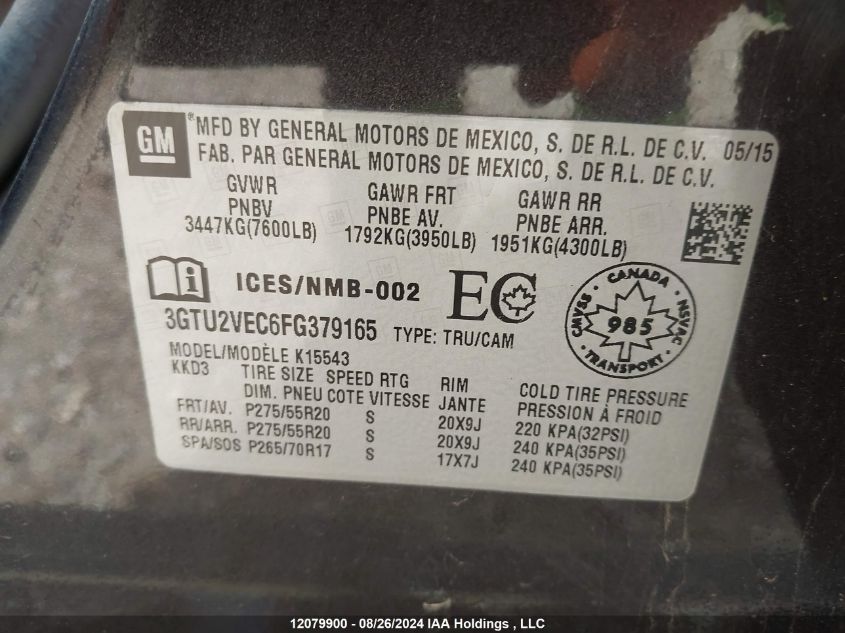 GM ® MFD BY GENERAL MOTORS DE MEXICO, S. DE R.L. DE C.V. 05/15
FAB. PAR GENERAL MOTORS DE MEXICO, S. DE R.L. DE C.V.
GVWR GAWR FRT GAWR RR
PNBV PNBE AV. PNBE ARR.
3447KG(7600LB) 1792KG(3950LB) 1951KG(4300LB)
i ICES/NMB-002 EC
CANADA
CMVSS 985 NSVAC
TRANSPORT
3GTU2VEC6FG379165 TYPE: TRU/CAM
MODEL/MODÈLE K15543
KKD3 TIRE SIZE SPEED RTG RIM COLD TIRE PRESSURE
DIM. PNEU COTE VITESSE JANTE PRESSION À FROID
FRT/AV. P275/55R20 S 20X9J 220 KPA(32PSI)
RR/ARR. P275/55R20 S 20X9J 240 KPA(35PSI)
SPA/SOS P265/70R17 S 17X7J 240 KPA(35PSI)
12079900 - 08/26/2024 IAA Holdings , LLC